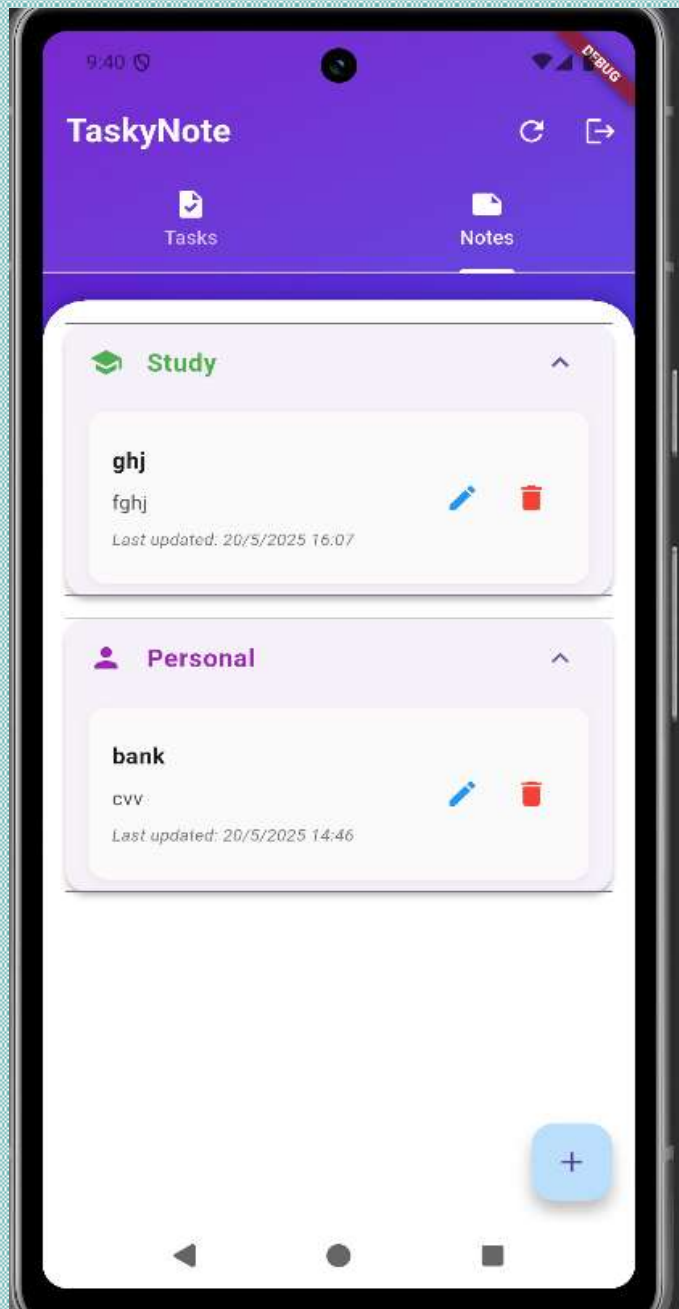 9:40
DEBUG
TaskyNote
Tasks
Notes
Study
ghj
fghj
Last updated: 20/5/2025 16:07
Personal
bank
cvv
Last updated: 20/5/2025 14:46